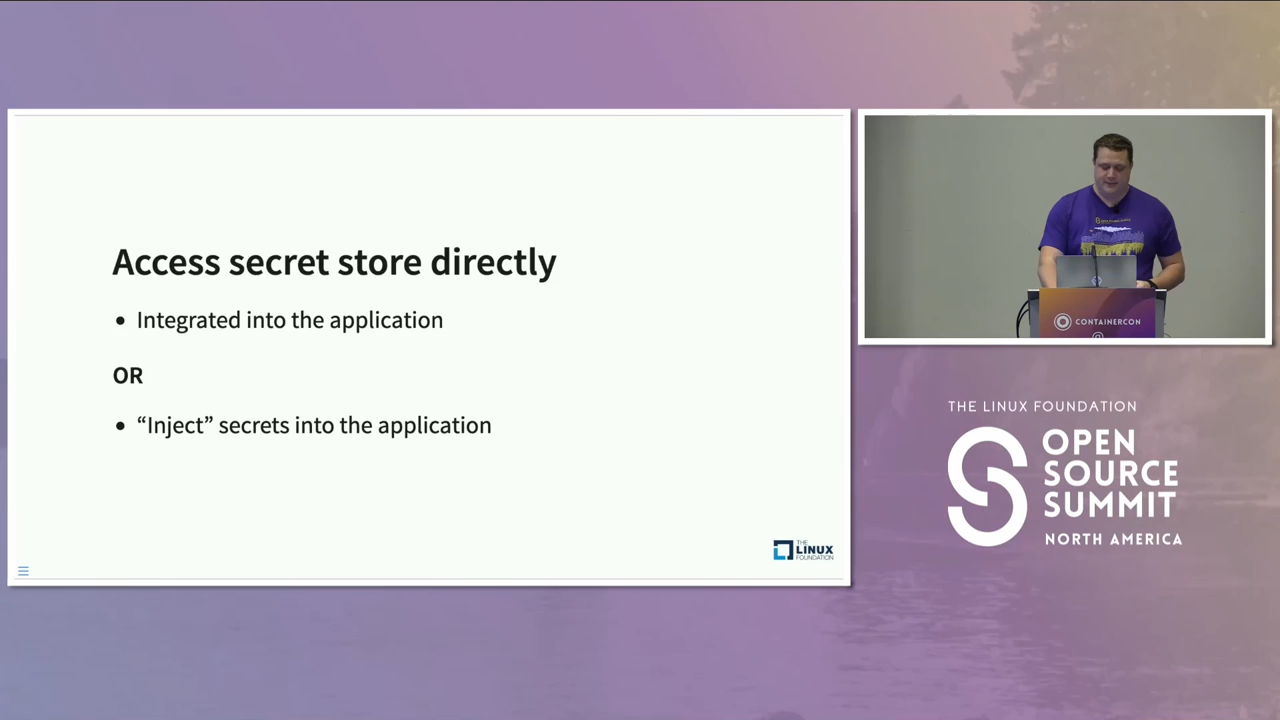 Access secret store directly
• Integrated into the application
OR
• “Inject” secrets into the application
THE
LINUX
FOUNDATION
CONTAINERCON
THE LINUX FOUNDATION
OPEN
SOURCE
SUMMIT
NORTH AMERICA